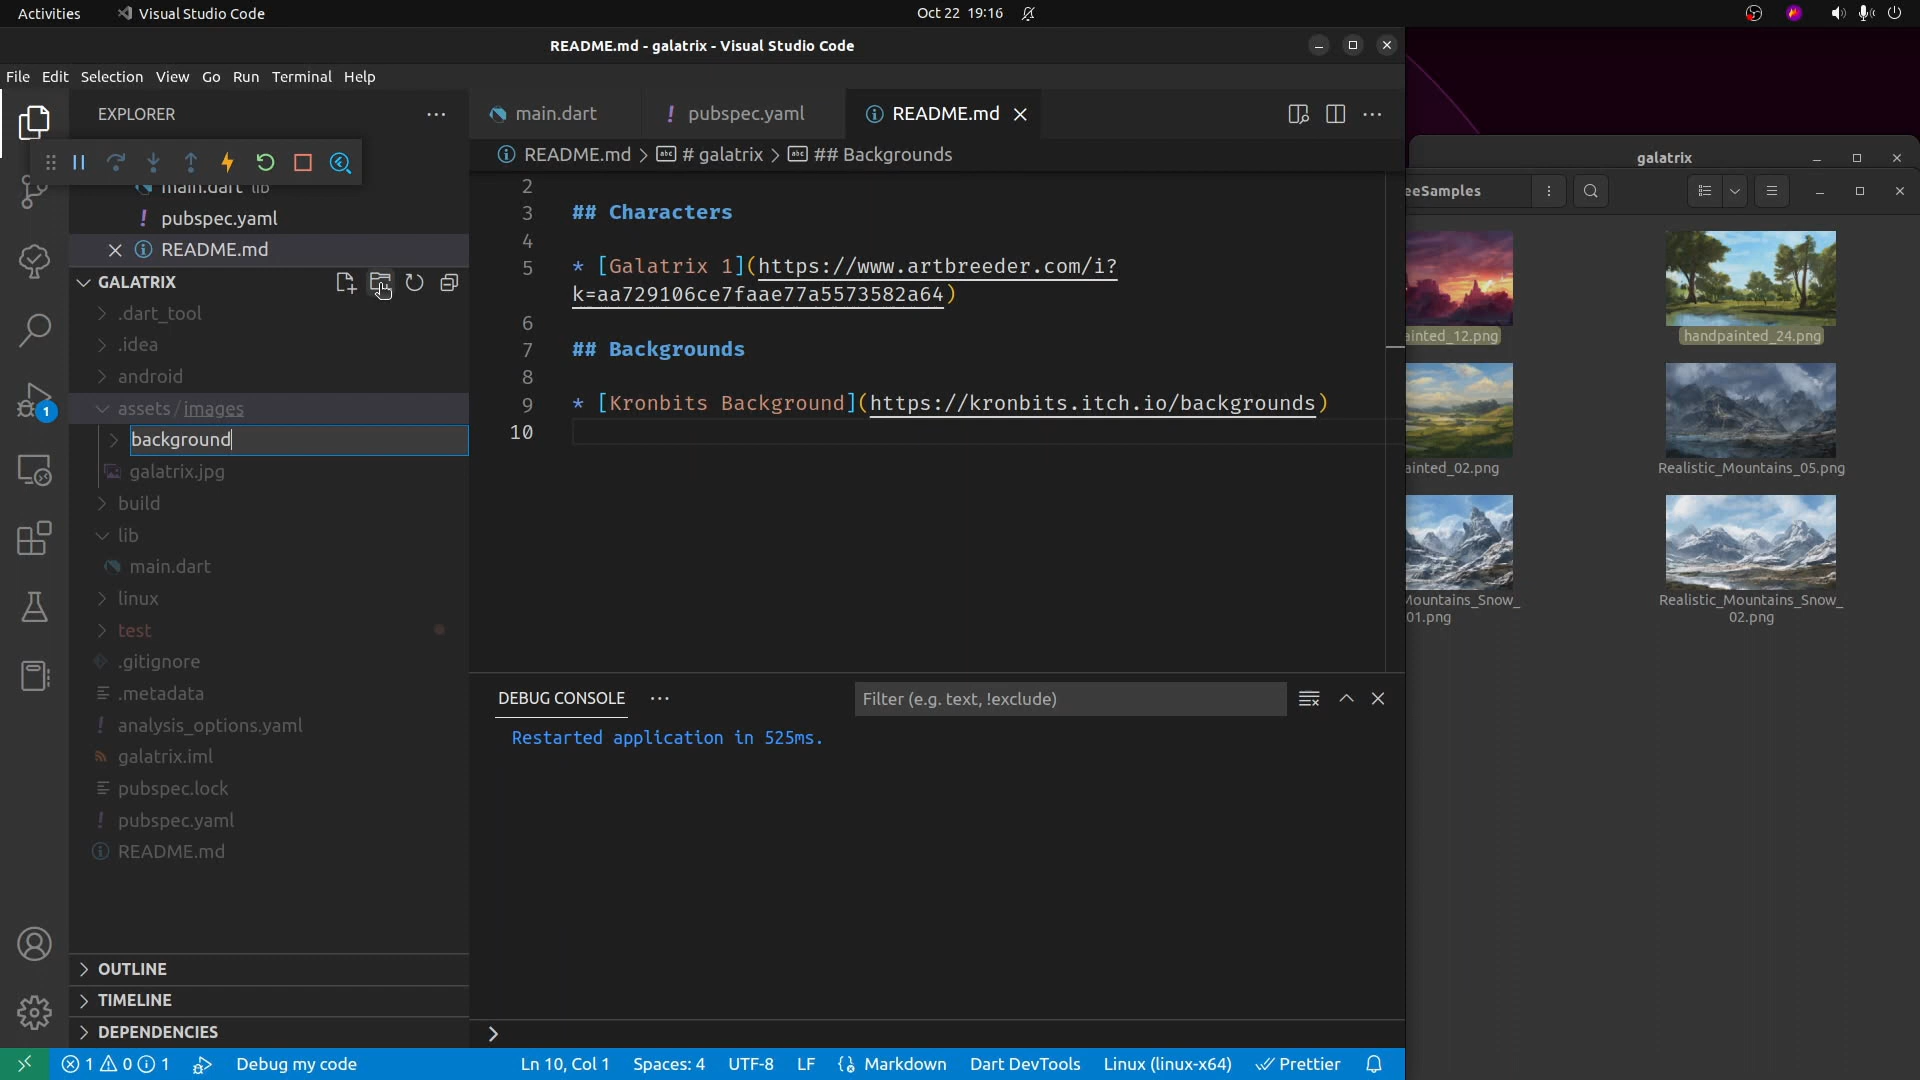 Activities
Visual Studio Code
Oct 22 19:16
README.md - galatrix - Visual Studio Code
File Edit Selection View Go Run Terminal Help
EXPLORER
main.dart lib
pubspec.yaml
README.md
GALATRIX
.dart_tool
.idea
android
assets/images
background
galatrix.jpg
build
lib
main.dart
linux
test
.gitignore
.metadata
analysis_options.yaml
galatrix.iml
pubspec.lock
pubspec.yaml
README.md
OUTLINE
TIMELINE
DEPENDENCIES
1
main.dart
pubspec.yaml
README.md
README.md > # galatrix > ## Backgrounds
2
3 ## Characters
4
5 * [Galatrix 1](https://www.artbreeder.com/i?
k=aa729106ce7faae77a5573582a64)
6
7 ## Backgrounds
8
9 * [Kronbits Background](https://kronbits.itch.io/backgrounds)
10
DEBUG CONSOLE
Filter (e.g. text, !exclude)
Restarted application in 525ms.
1 0 1 Debug my code
Ln 10, Col 1 Spaces: 4 UTF-8 LF Markdown Dart DevTools Linux (linux-x64) Prettier
galatrix
eeSamples
ainted_12.png
handpainted_24.png
ainted_02.png
Realistic_Mountains_05.png
Mountains_Snow_
01.png
Realistic_Mountains_Snow_
02.png